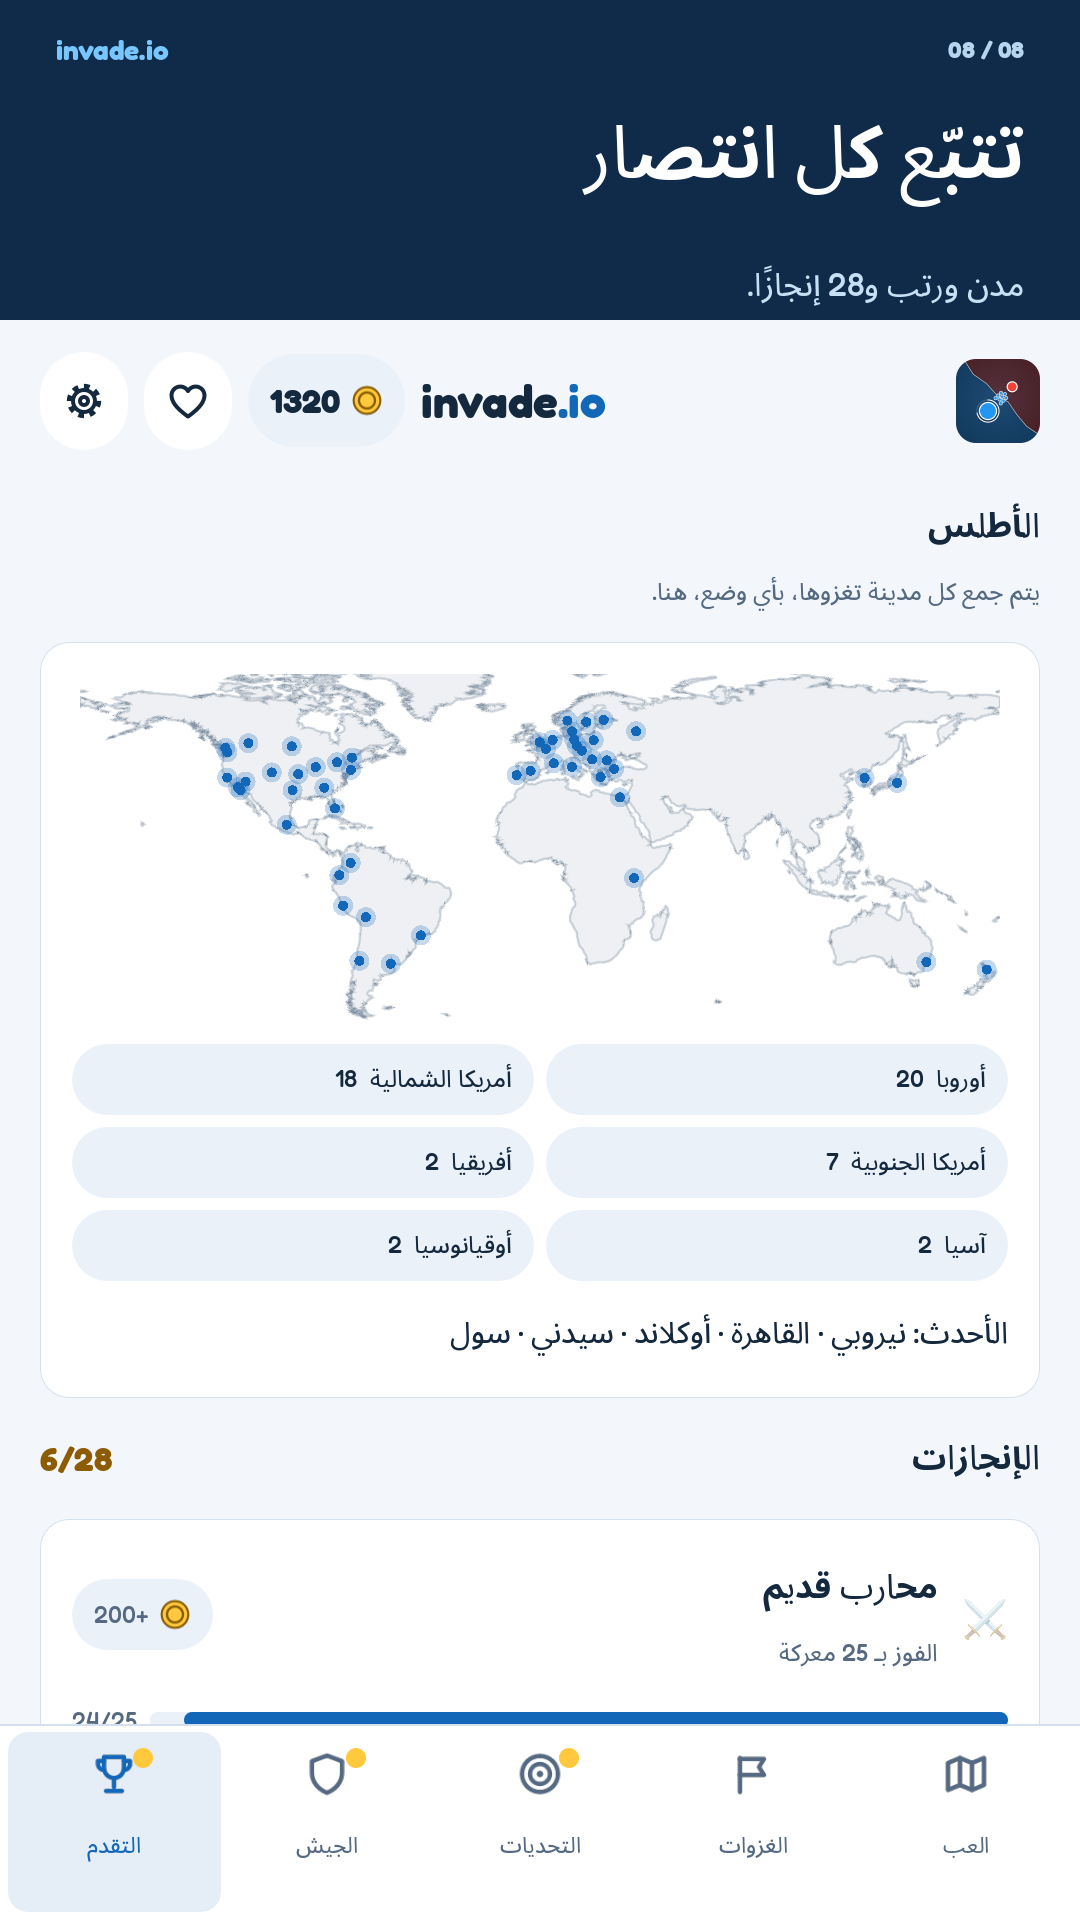 invade.io
08 / 08
تتبّع كل انتصار
مدن ورتب و28 إنجازًا.
invade.io
1320
الأطلس
يتم جمع كل مدينة تغزوها، بأي وضع، هنا.
أوروبا 20
أمريكا الشمالية 18
أمريكا الجنوبية 7
أفريقيا 2
آسيا 2
أوقيانوسيا 2
الأحدث: نيروبي · القاهرة · أوكلاند · سيدني · سول
الإنجازات
6/28
محارب قديم
الفوز بـ 25 معركة
200+
24/25
العب
الغزوات
التحديات
الجيش
التقدم